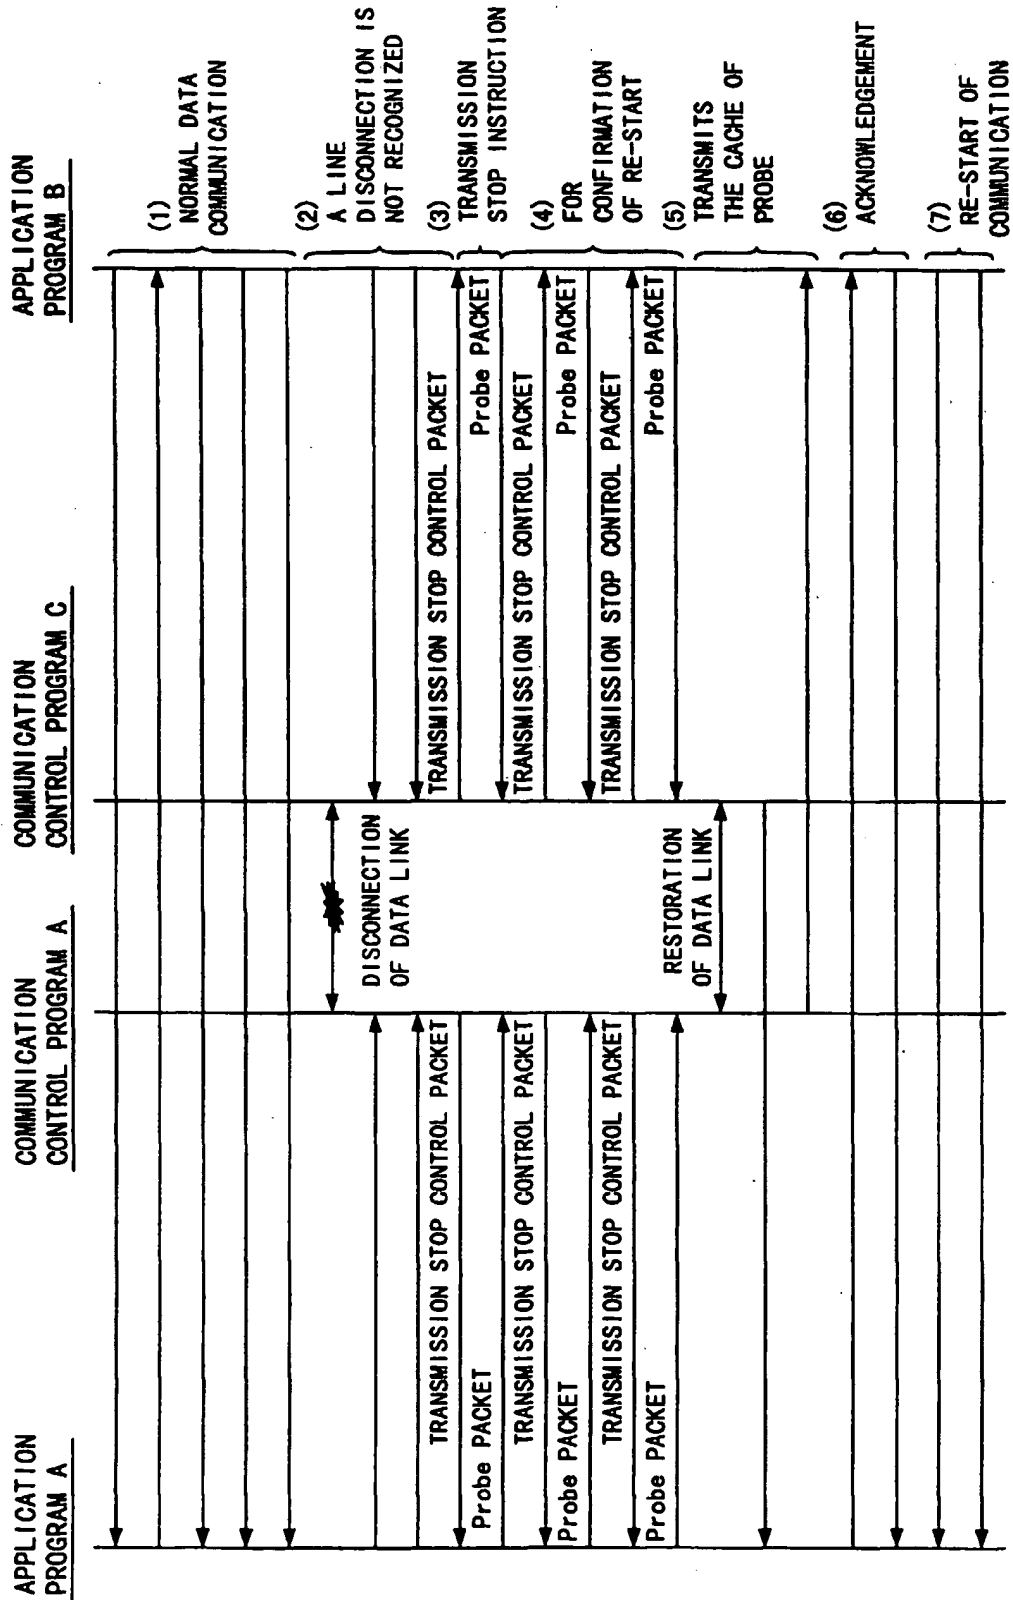 APPLICATION
PROGRAM A
COMMUNICATION
CONTROL PROGRAM A
COMMUNICATION
CONTROL PROGRAM C
APPLICATION
PROGRAM B
(1)
NORMAL DATA
COMMUNICATION
(2)
A LINE
DISCONNECTION IS
NOT RECOGNIZED
DISCONNECTION
OF DATA LINK
(3)
TRANSMISSION
STOP INSTRUCTION
TRANSMISSION STOP CONTROL PACKET
TRANSMISSION STOP CONTROL PACKET
Probe PACKET
Probe PACKET
(4)
FOR
CONFIRMATION
OF RE-START
TRANSMISSION STOP CONTROL PACKET
TRANSMISSION STOP CONTROL PACKET
Probe PACKET
Probe PACKET
TRANSMISSION STOP CONTROL PACKET
TRANSMISSION STOP CONTROL PACKET
Probe PACKET
Probe PACKET
RESTORATION
OF DATA LINK
(5)
TRANSMITS
THE CACHE OF
PROBE
(6)
ACKNOWLEDGEMENT
(7)
RE-START OF
COMMUNICATION